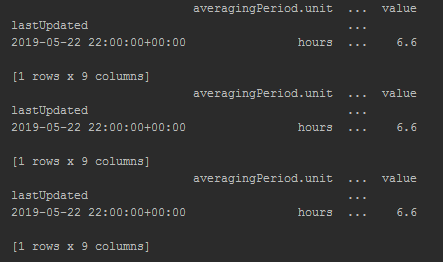 averagingPeriod.unit ... value
lastUpdated ...
2019-05-22 22:00:00+00:00 hours ... 6.6
[1 rows x 9 columns]
averagingPeriod.unit ... value
lastUpdated ...
2019-05-22 22:00:00+00:00 hours ... 6.6
[1 rows x 9 columns]
averagingPeriod.unit ... value
lastUpdated ...
2019-05-22 22:00:00+00:00 hours ... 6.6
[1 rows x 9 columns]